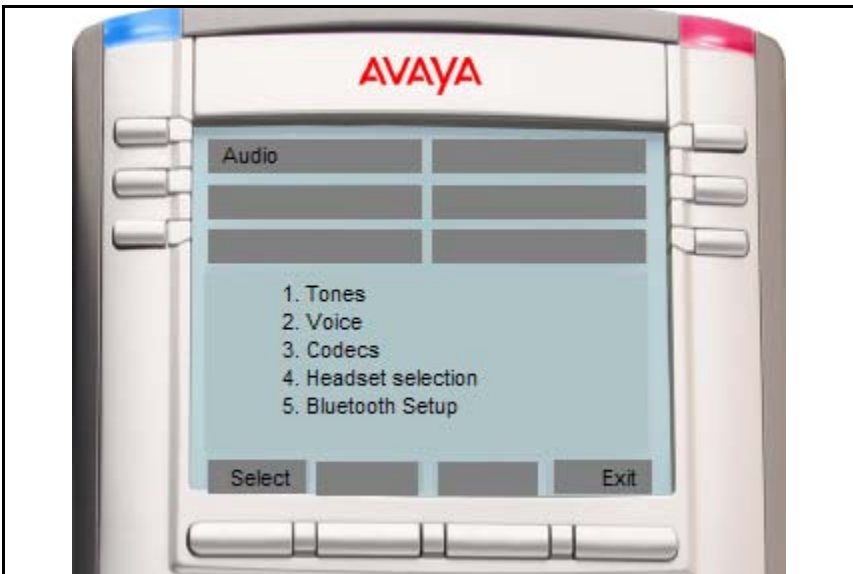 AVAYA
Audio
1. Tones
2. Voice
3. Codecs
4. Headset selection
5. Bluetooth Setup
Select Exit